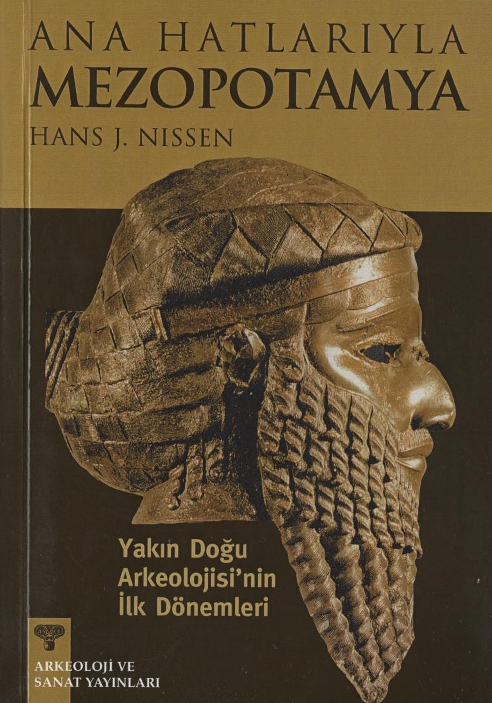 ANA HATLARIYLA
MEZOPOTAMYA
HANS J. NISSEN
Yakın Doğu
Arkeolojisi'nin
İlk Dönemleri
ARKEOLOJİ VE
SANAT YAYINLARI